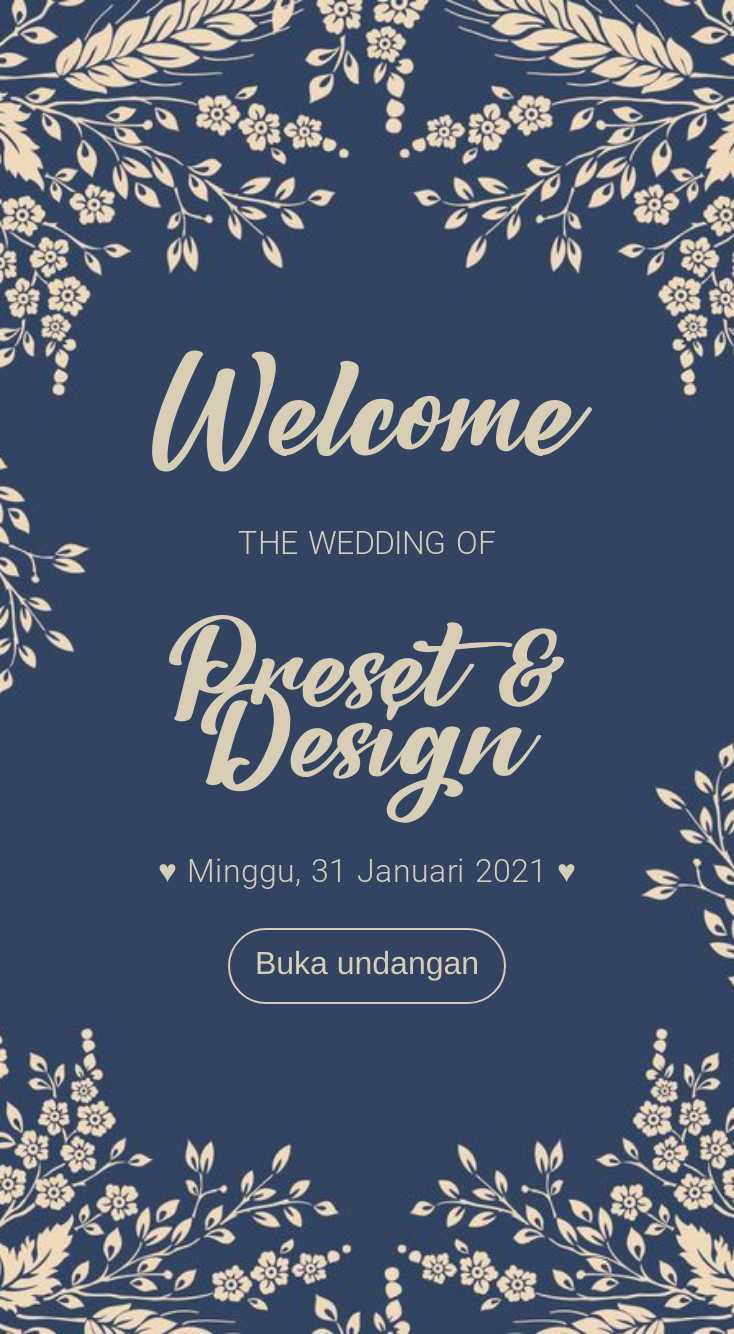 Welcome
THE WEDDING OF
Preset &
Design
♥ Minggu, 31 Januari 2021 ♥
Buka undangan